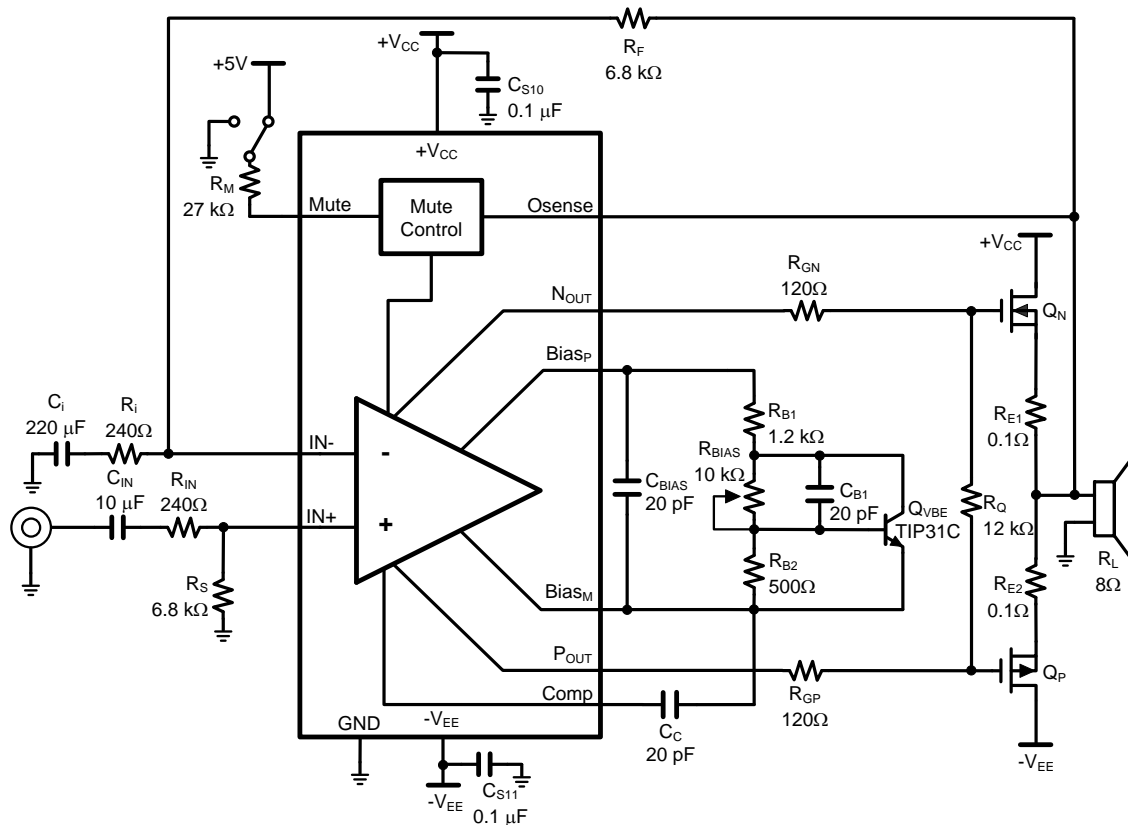 +V_CC
R_F
6.8 kΩ
+5V
C_S10
0.1 µF
+V_CC
R_M
27 kΩ
Mute
Mute
Control
Osense
+V_CC
R_GN
120Ω
N_OUT
Q_N
Bias_P
C_i
220 µF
R_i
240Ω
IN-
-
R_B1
1.2 kΩ
R_E1
0.1Ω
R_BIAS
10 kΩ
C_BIAS
20 pF
C_B1
20 pF
Q_VBE
TIP31C
R_Q
12 kΩ
C_IN
10 µF
R_IN
240Ω
IN+
+
R_B2
500Ω
R_L
8Ω
R_S
6.8 kΩ
Bias_M
R_E2
0.1Ω
P_OUT
R_GP
120Ω
Q_P
Comp
C_C
20 pF
GND
-V_EE
-V_EE
C_S11
0.1 µF
-V_EE